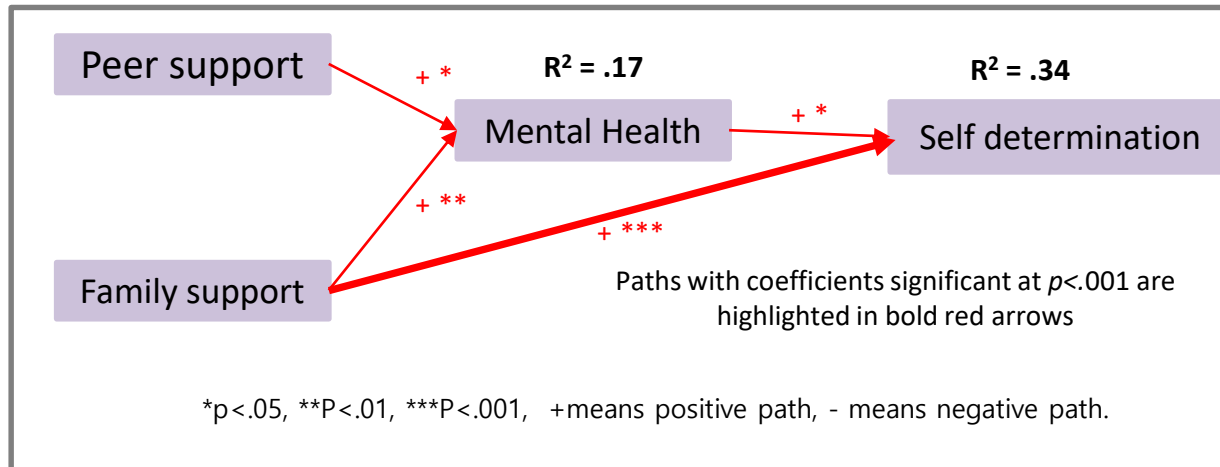 Peer support
+ *
R² = .17
R² = .34
Mental Health
+ *
Self determination
+ **
+ ***
Family support
Paths with coefficients significant at p<.001 are
highlighted in bold red arrows
*p<.05, **P<.01, ***P<.001, +means positive path, - means negative path.